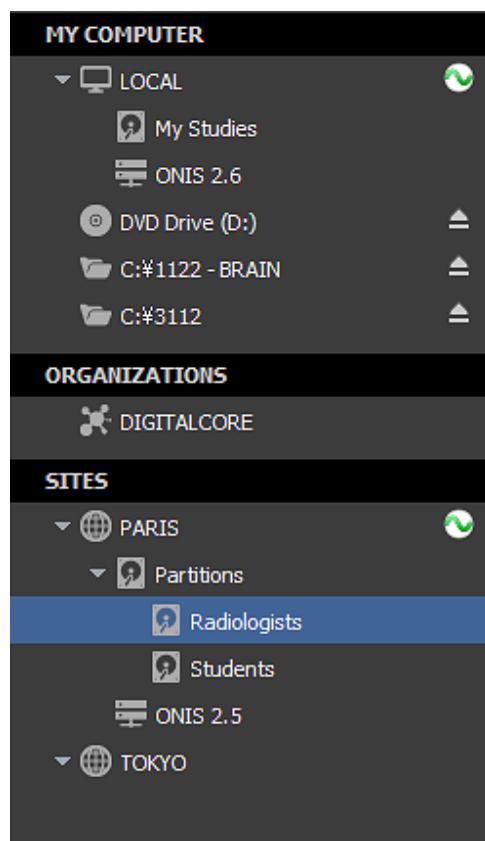 MY COMPUTER
LOCAL
My Studies
ONIS 2.6
DVD Drive (D:)
C:¥1122 - BRAIN
C:¥3112
ORGANIZATIONS
DIGITALCORE
SITES
PARIS
Partitions
Radiologists
Students
ONIS 2.5
TOKYO